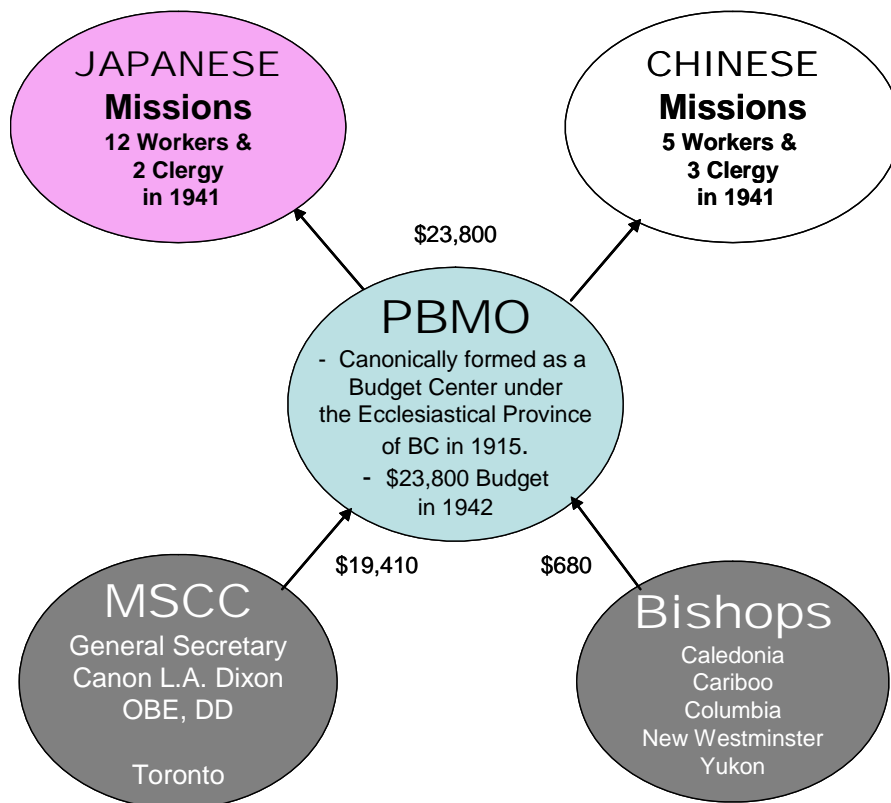 JAPANESE
Missions
12 Workers &
2 Clergy
in 1941
CHINESE
Missions
5 Workers &
3 Clergy
in 1941
$23,800
PBMO
- Canonically formed as a
Budget Center under
the Ecclesiastical Province
of BC in 1915.
- $23,800 Budget
in 1942
$19,410
$680
MSCC
General Secretary
Canon L.A. Dixon
OBE, DD
Toronto
Bishops
Caledonia
Cariboo
Columbia
New Westminster
Yukon